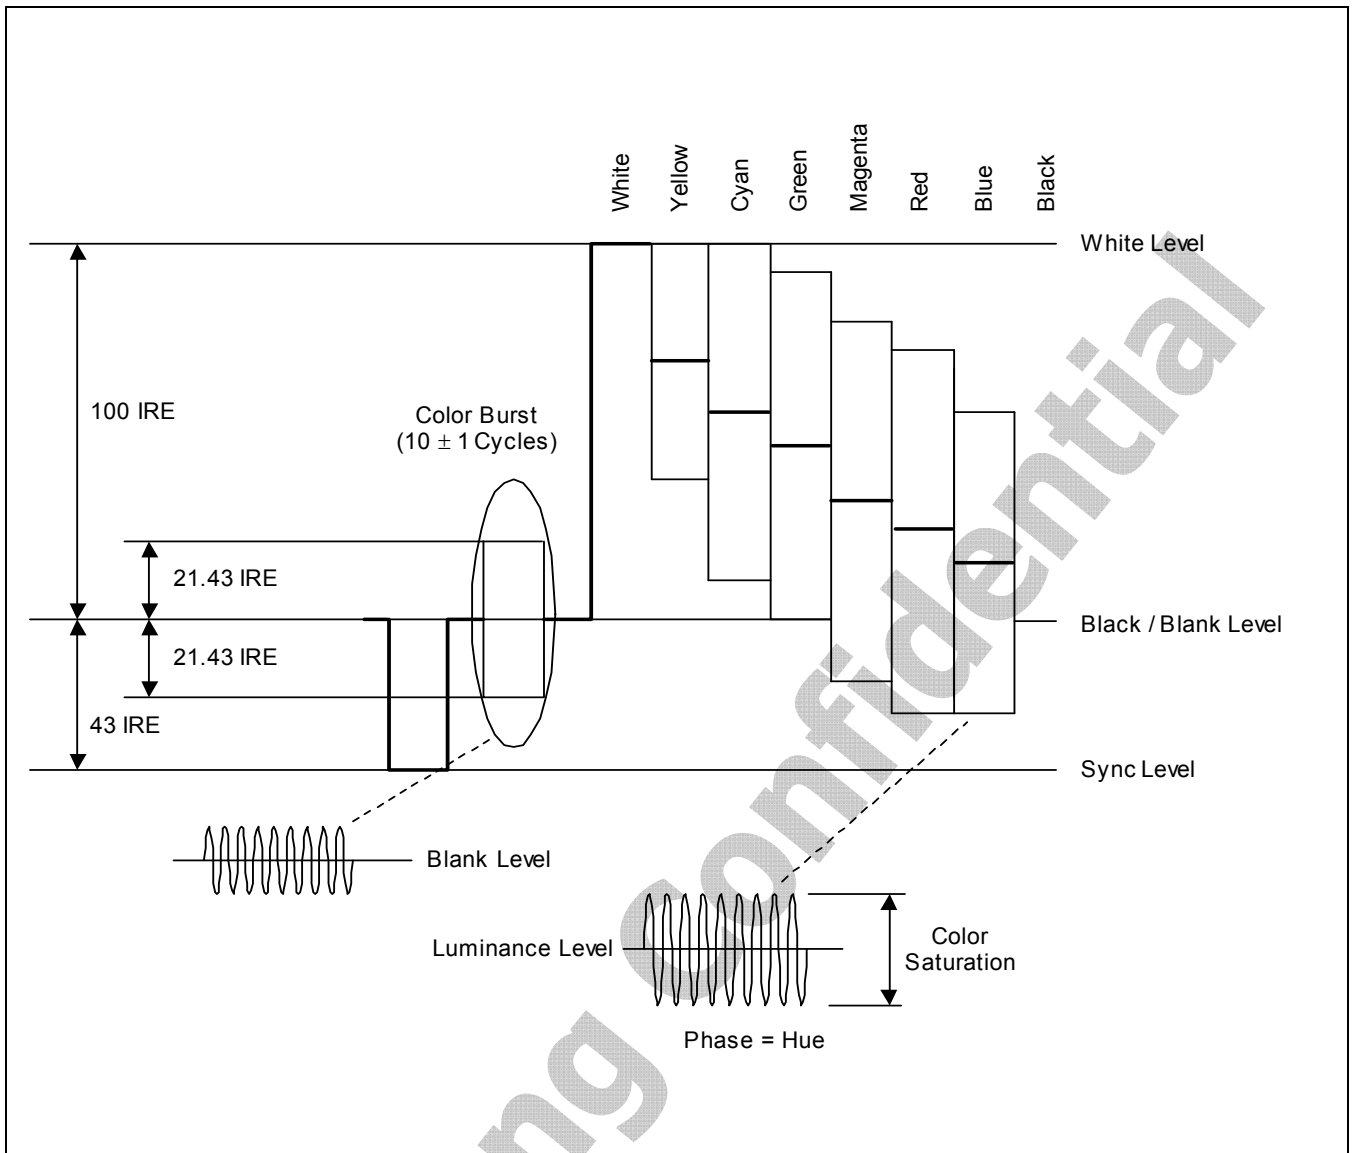 White
Yellow
Cyan
Green
Magenta
Red
Blue
Black
White Level
100 IRE
Color Burst
(10 ± 1 Cycles)
21.43 IRE
Black / Blank Level
21.43 IRE
43 IRE
Sync Level
Blank Level
Luminance Level
Color
Saturation
Phase = Hue
ng Confidential